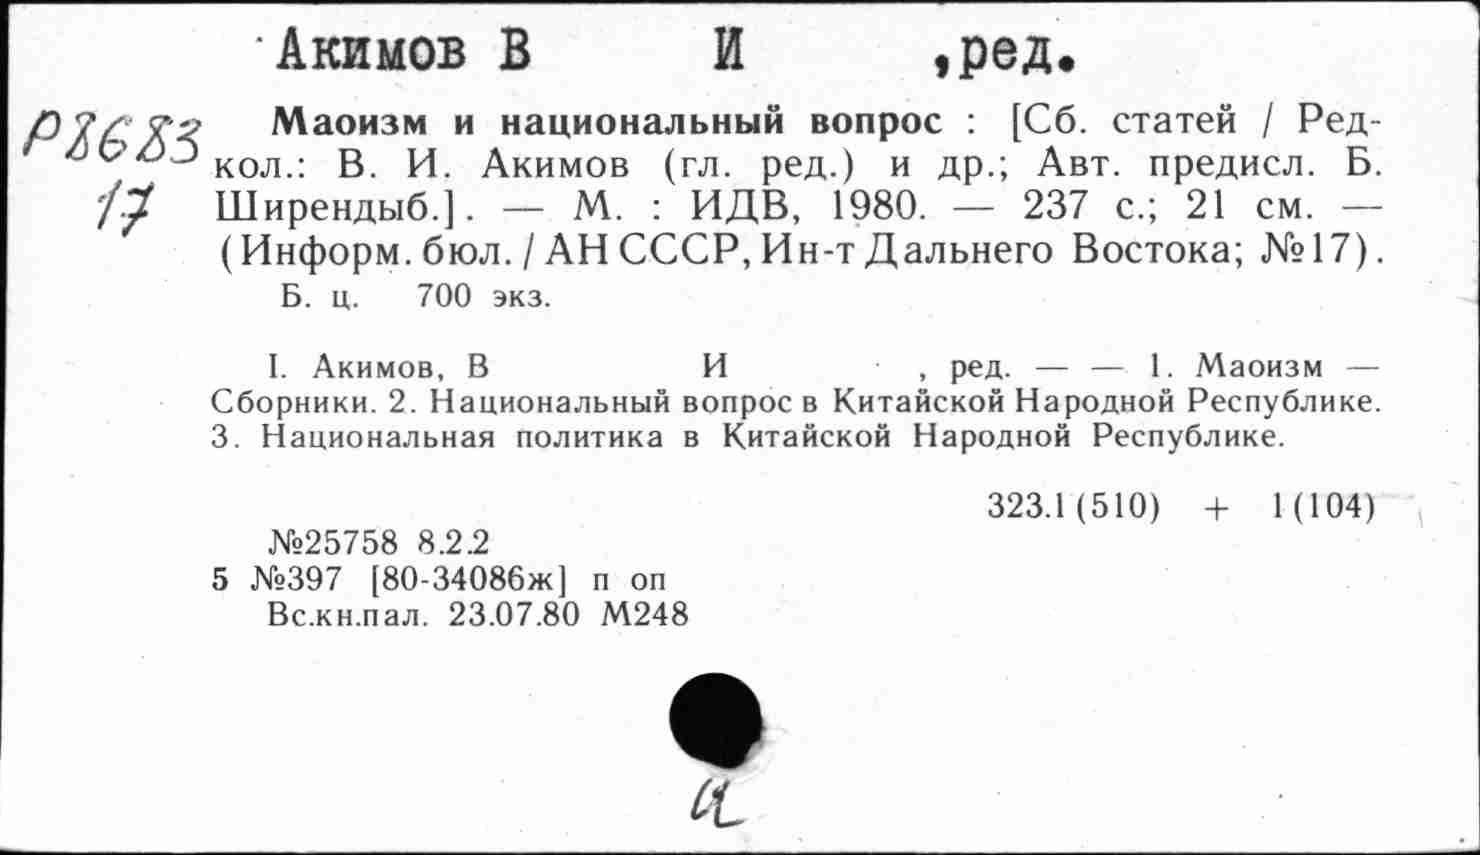 Акимов В И ,ред.
Р8683
17
Маоизм и национальный вопрос : [Сб. статей / Ред-
кол.: В. И. Акимов (гл. ред.) и др.; Авт. предисл. Б.
Ширендыб.]. — М. : ИДВ, 1980. — 237 с.; 21 см. —
(Информ. бюл. / АН СССР, Ин-т Дальнего Востока; №17).
Б. ц. 700 экз.
I. Акимов, В И , ред. — — 1. Маоизм —
Сборники. 2. Национальный вопрос в Китайской Народной Республике.
3. Национальная политика в Китайской Народной Республике.
323.1(510) + 1(104)
№25758 8.2.2
5 №397 [80-34086ж] п оп
Вс.кн.пал. 23.07.80 М248